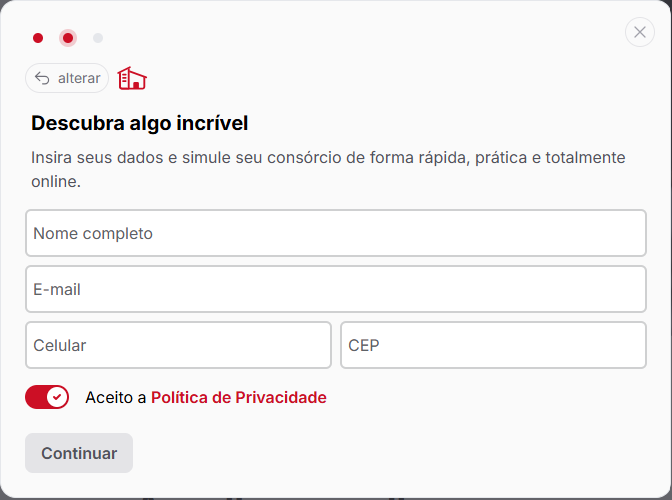 alterar
Descubra algo incrível
Insira seus dados e simule seu consórcio de forma rápida, prática e totalmente
online.
Nome completo
E-mail
Celular
CEP
Aceito a Política de Privacidade
Continuar